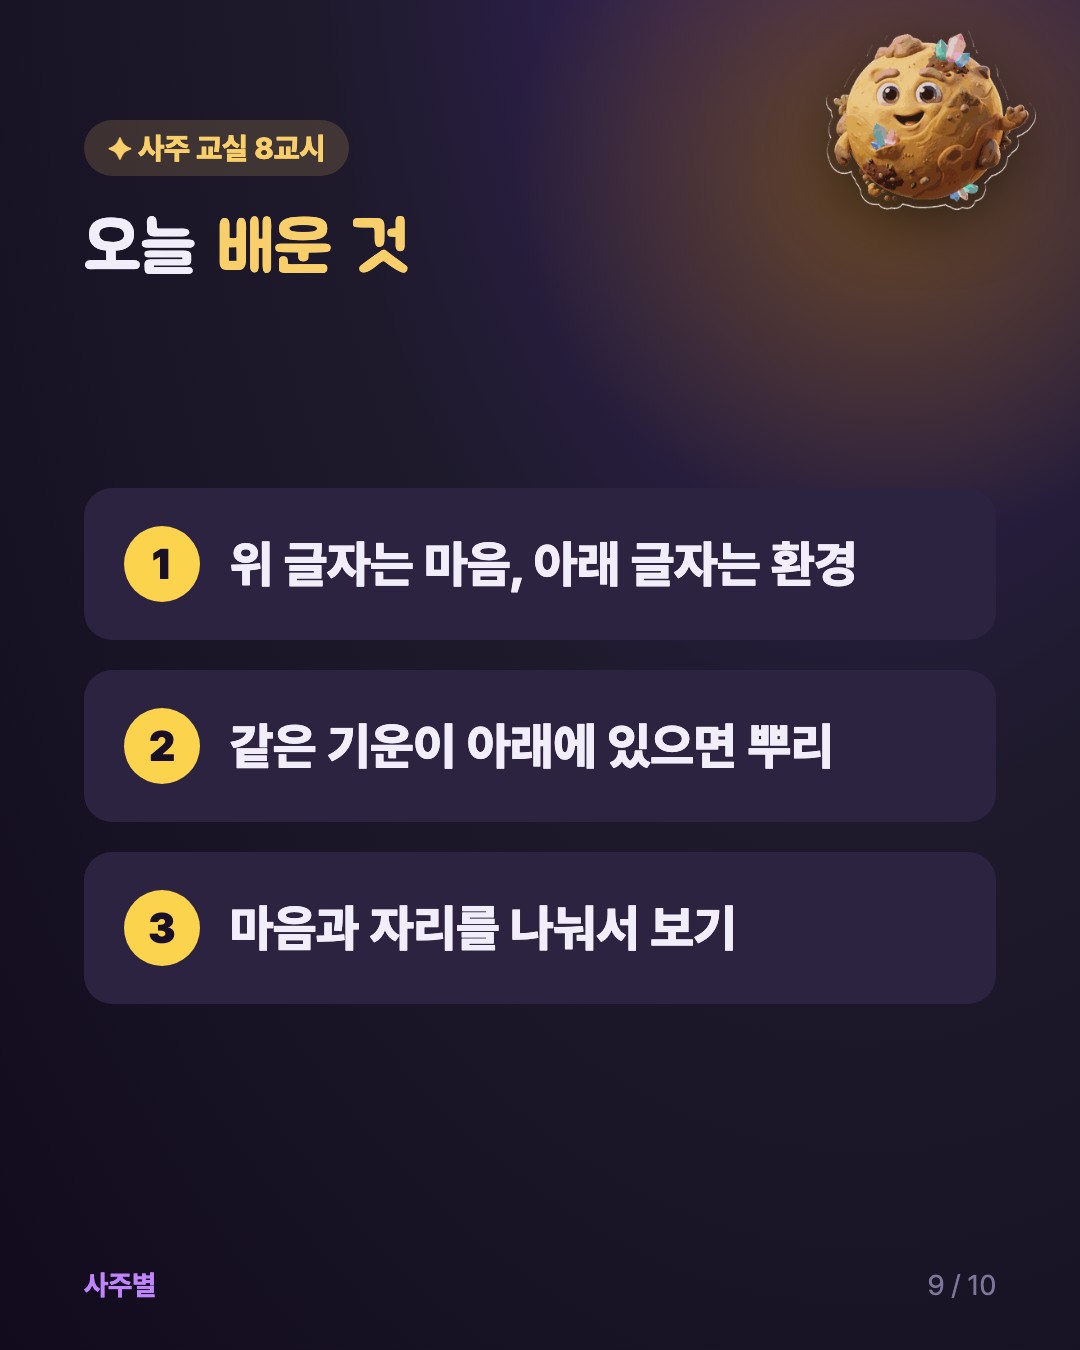 ✦ 사주 교실 8교시
오늘 배운 것
1 위 글자는 마음, 아래 글자는 환경
2 같은 기운이 아래에 있으면 뿌리
3 마음과 자리를 나눠서 보기
사주별
9 / 10